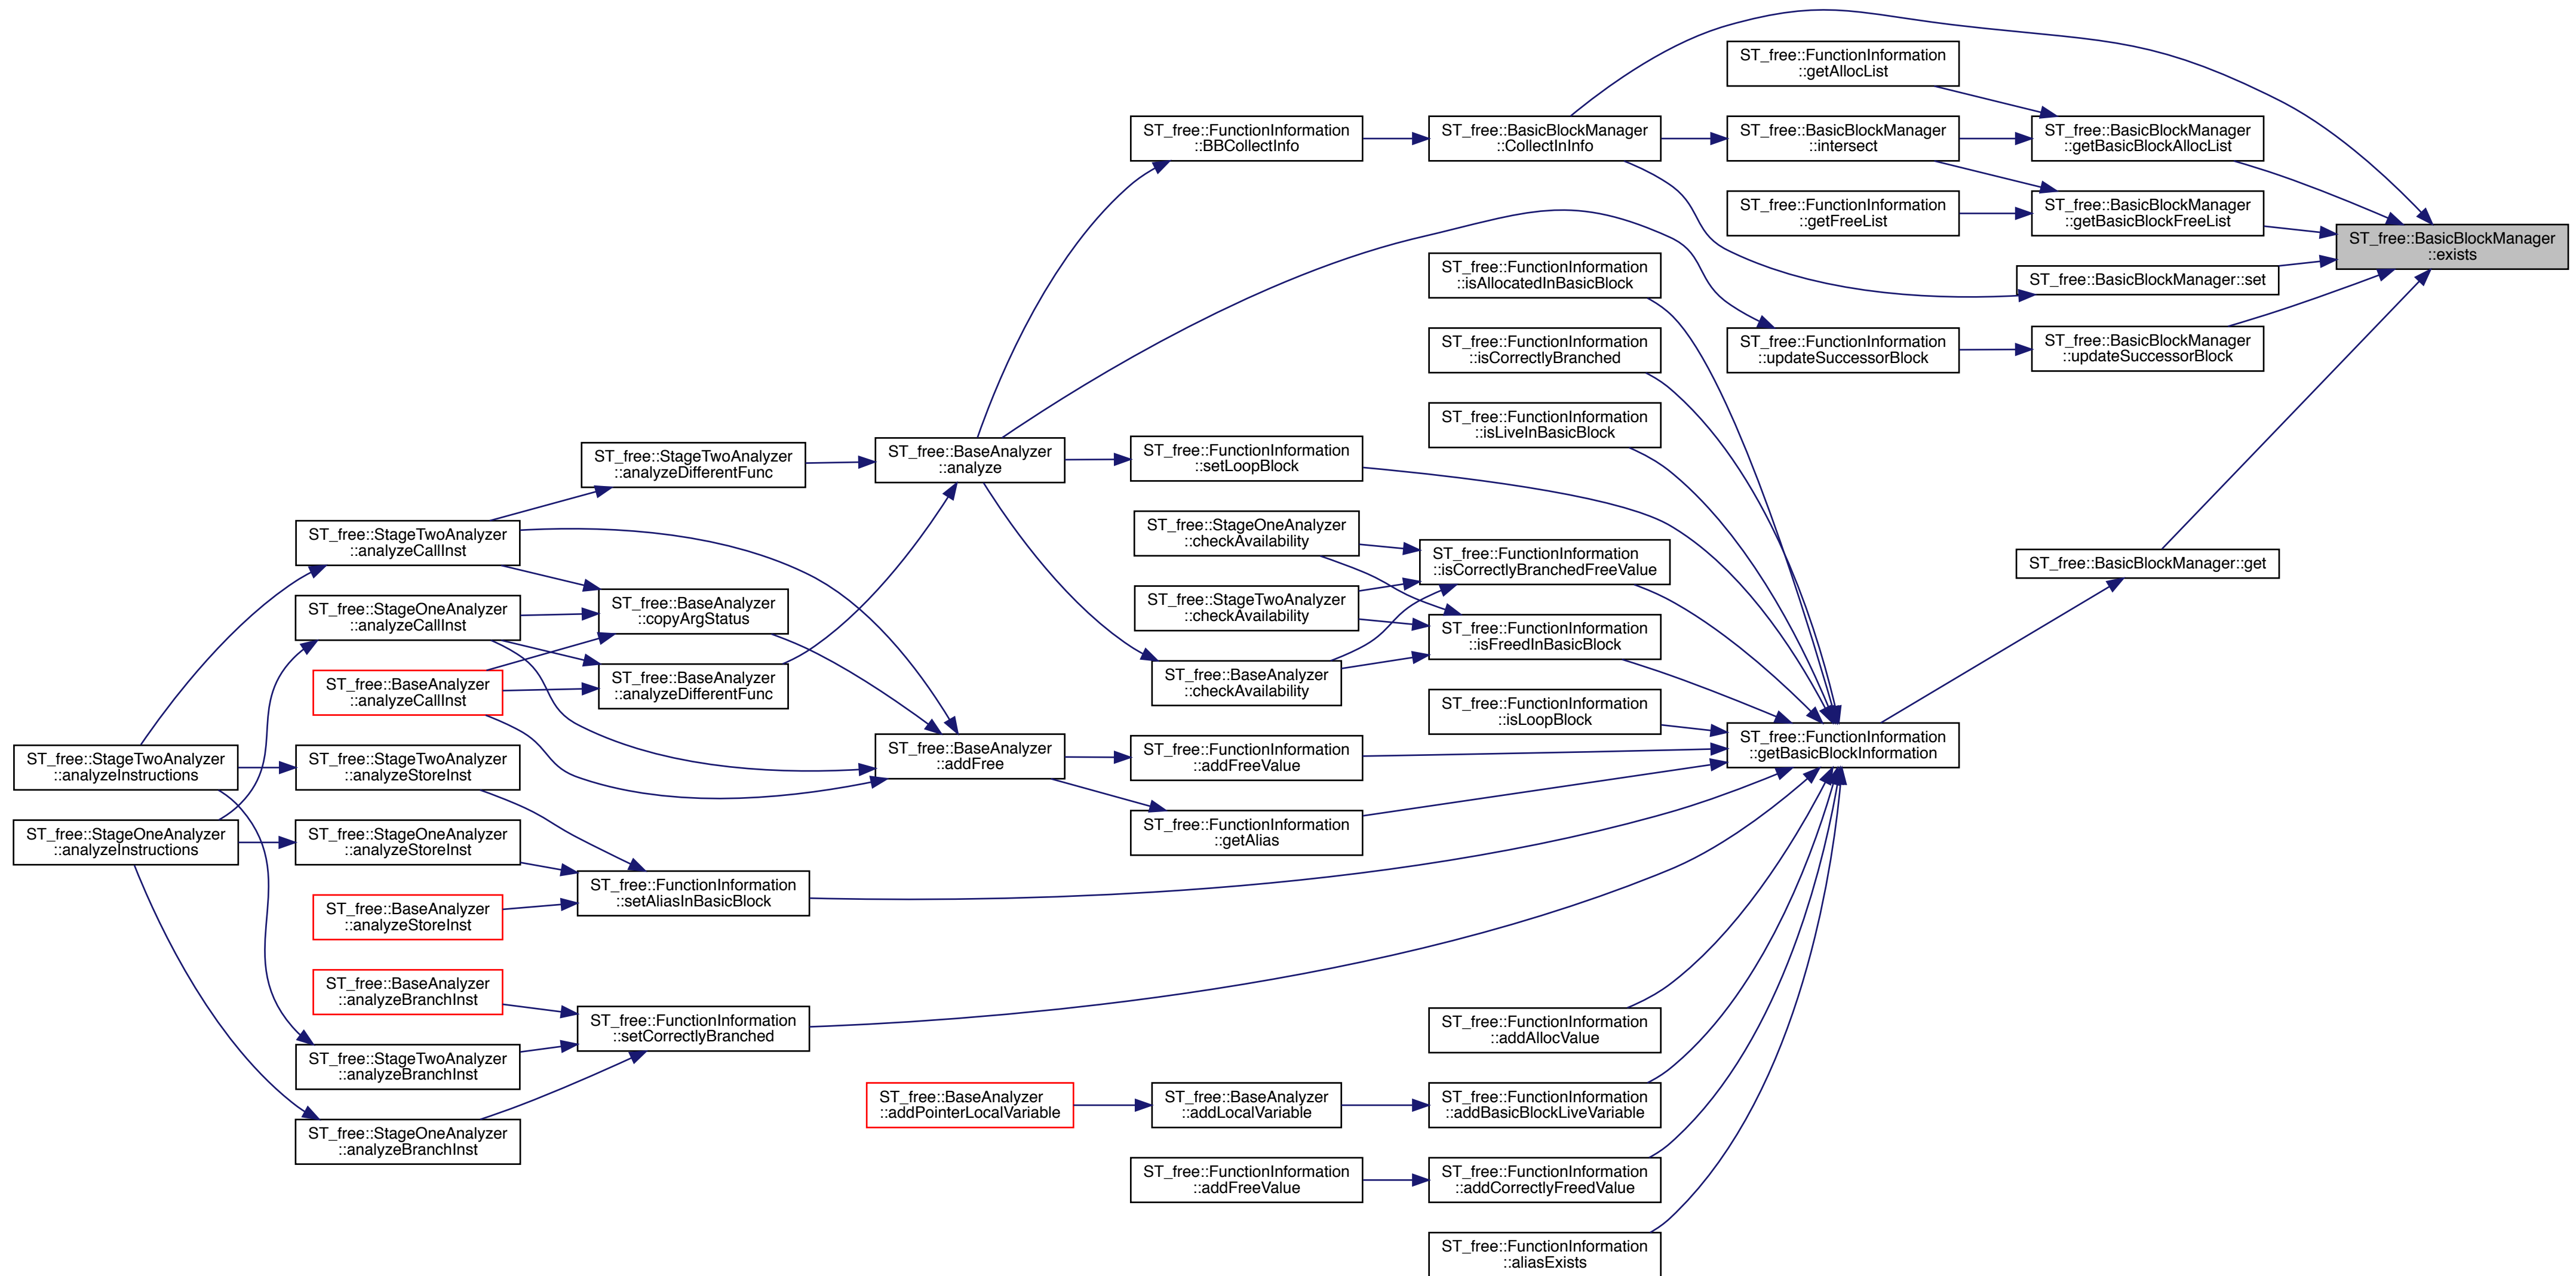 ST_free::FunctionInformation
::getAllocList
ST_free::FunctionInformation
::BBCollectInfo
ST_free::BasicBlockManager
::CollectInInfo
ST_free::BasicBlockManager
::intersect
ST_free::BasicBlockManager
::getBasicBlockAllocList
ST_free::FunctionInformation
::getFreeList
ST_free::BasicBlockManager
::getBasicBlockFreeList
ST_free::BasicBlockManager
::exists
ST_free::FunctionInformation
::isAllocatedInBasicBlock
ST_free::BasicBlockManager::set
ST_free::FunctionInformation
::isCorrectlyBranched
ST_free::FunctionInformation
::updateSuccessorBlock
ST_free::BasicBlockManager
::updateSuccessorBlock
ST_free::FunctionInformation
::isLiveInBasicBlock
ST_free::StageTwoAnalyzer
::analyzeDifferentFunc
ST_free::BaseAnalyzer
::analyze
ST_free::FunctionInformation
::setLoopBlock
ST_free::StageTwoAnalyzer
::analyzeCallInst
ST_free::StageOneAnalyzer
::checkAvailability
ST_free::FunctionInformation
::isCorrectlyBranchedFreeValue
ST_free::BasicBlockManager::get
ST_free::StageOneAnalyzer
::analyzeCallInst
ST_free::BaseAnalyzer
::copyArgStatus
ST_free::StageTwoAnalyzer
::checkAvailability
ST_free::FunctionInformation
::isFreedInBasicBlock
ST_free::BaseAnalyzer
::analyzeCallInst
ST_free::BaseAnalyzer
::analyzeDifferentFunc
ST_free::BaseAnalyzer
::checkAvailability
ST_free::FunctionInformation
::isLoopBlock
ST_free::StageTwoAnalyzer
::analyzeInstructions
ST_free::StageTwoAnalyzer
::analyzeStoreInst
ST_free::BaseAnalyzer
::addFree
ST_free::FunctionInformation
::addFreeValue
ST_free::FunctionInformation
::getBasicBlockInformation
ST_free::StageOneAnalyzer
::analyzeInstructions
ST_free::StageOneAnalyzer
::analyzeStoreInst
ST_free::FunctionInformation
::getAlias
ST_free::FunctionInformation
::setAliasInBasicBlock
ST_free::BaseAnalyzer
::analyzeStoreInst
ST_free::BaseAnalyzer
::analyzeBranchInst
ST_free::FunctionInformation
::setCorrectlyBranched
ST_free::FunctionInformation
::addAllocValue
ST_free::StageTwoAnalyzer
::analyzeBranchInst
ST_free::BaseAnalyzer
::addPointerLocalVariable
ST_free::BaseAnalyzer
::addLocalVariable
ST_free::FunctionInformation
::addBasicBlockLiveVariable
ST_free::StageOneAnalyzer
::analyzeBranchInst
ST_free::FunctionInformation
::addFreeValue
ST_free::FunctionInformation
::addCorrectlyFreedValue
ST_free::FunctionInformation
::aliasExists